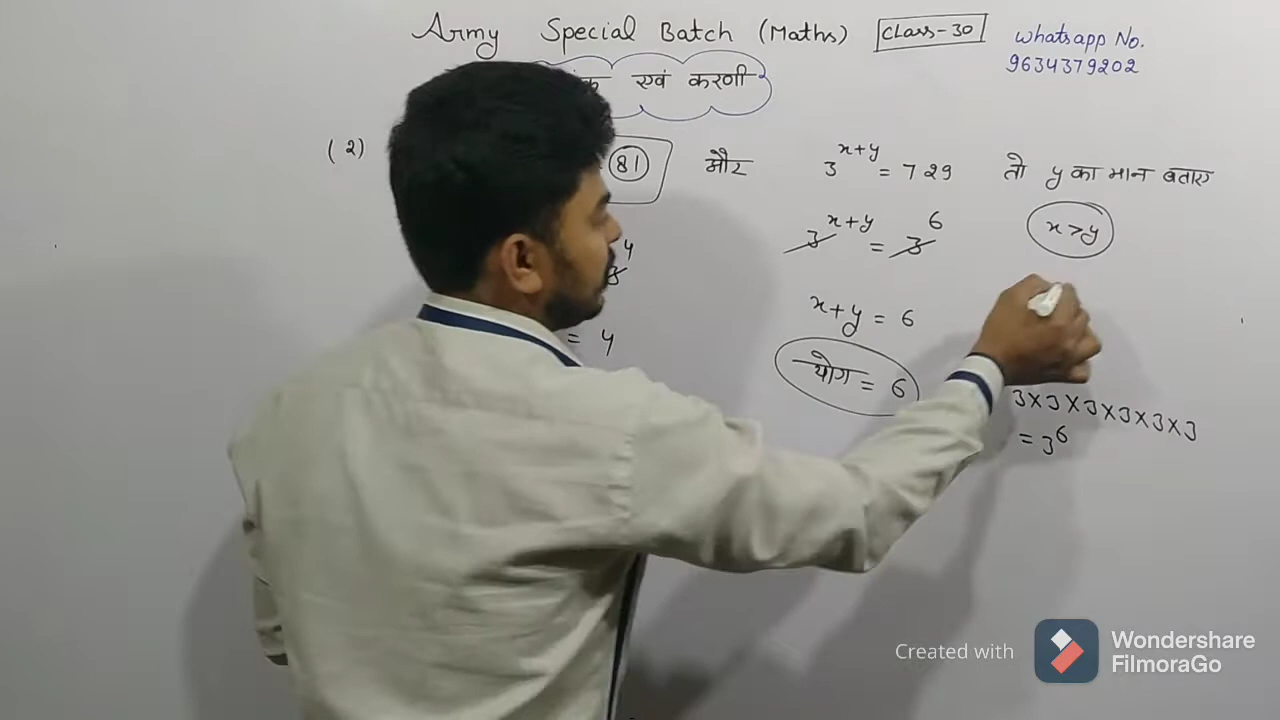 Army Special Batch (Maths) Class-30
Whatsapp No.
9634379202
एवं करणी
(2) 81 और 3^x+y = 729 तो y का मान बताए
3^x+y = 3^6
x>y
4
x+y = 6
= 4
योग = 6
3×3×3×3×3×3
= 3^6
Created with Wondershare FilmoraGo